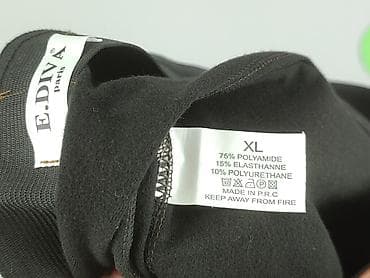 E.DIVA
paris
XL
75% POLYAMIDE
15% ELASTHANNE
10% POLYURETHANE
MADE IN P.R.C
KEEP AWAY FROM FIRE